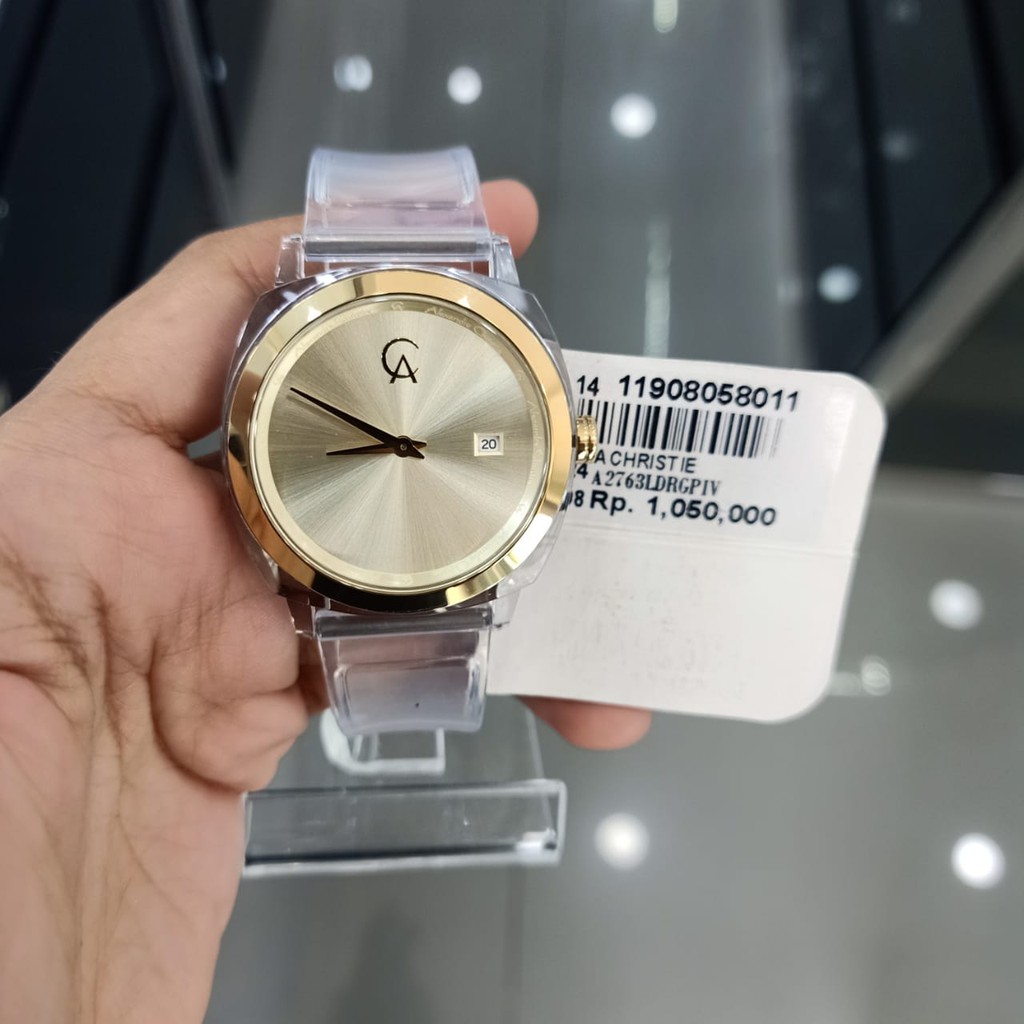 CA
20
14 11908058011
A CHRISTIE
A2763LDRGPIV
Rp. 1,050,000